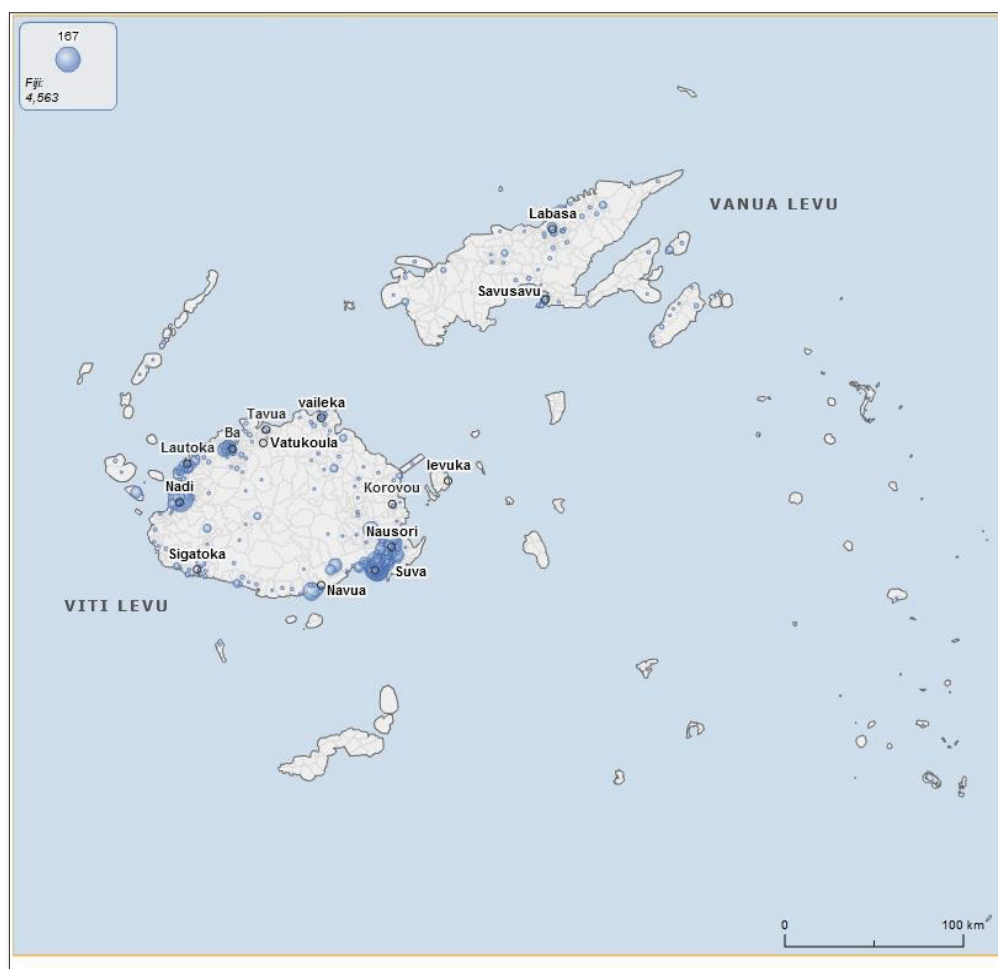 167
Fiji:
4,563
VANUA LEVU
Labasa
Savusavu
vaileka
Tavua
Ba
Vatukoula
Lautoka
levuka
Nadi
Korovou
Nausori
Sigatoka
Suva
Navua
VITI LEVU
0 100 km